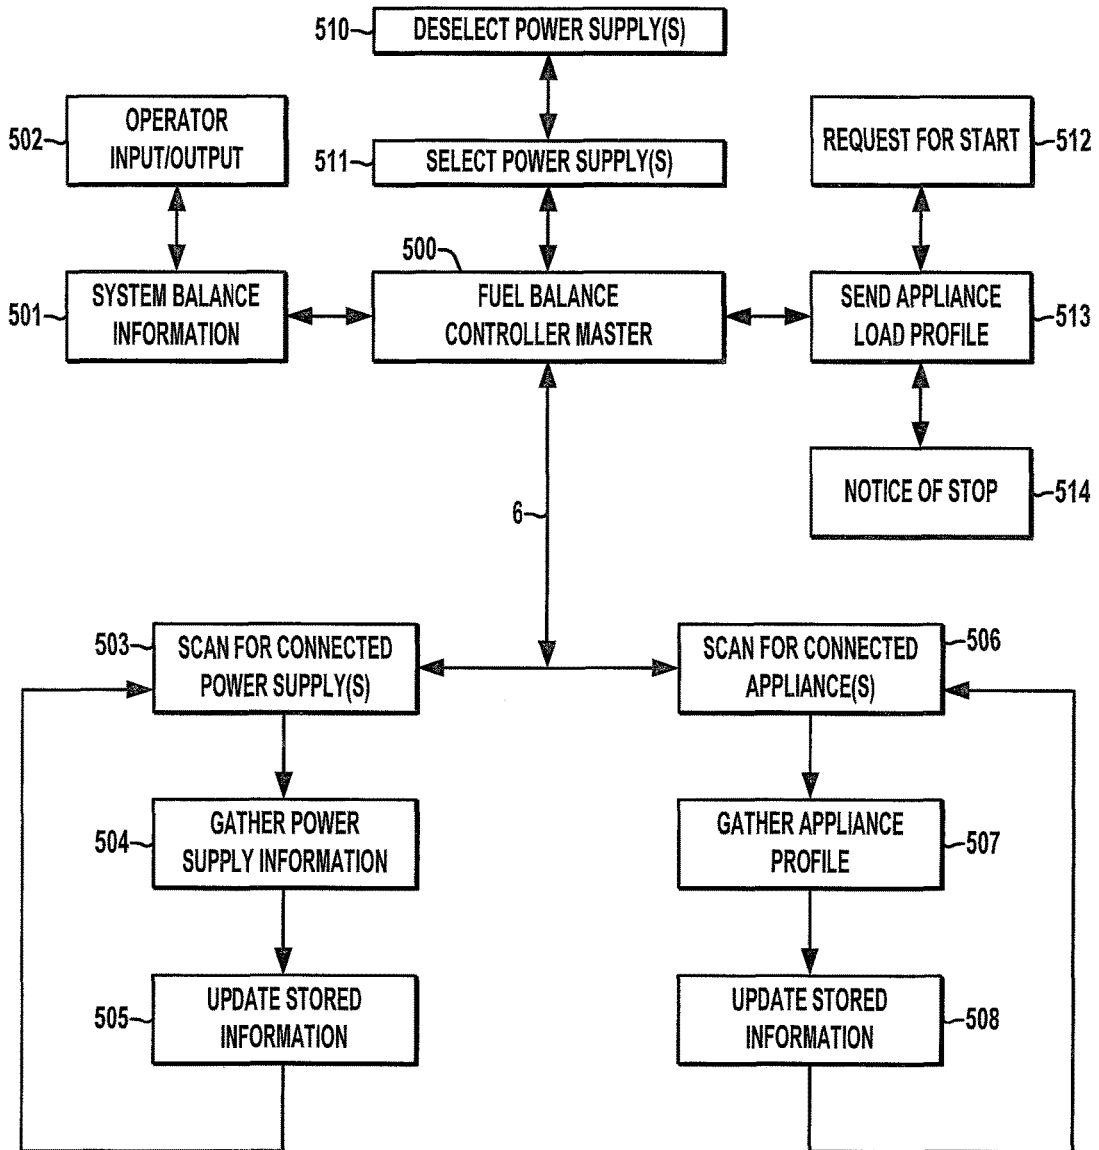 510
DESELECT POWER SUPPLY(S)
502
OPERATOR
INPUT/OUTPUT
511
SELECT POWER SUPPLY(S)
REQUEST FOR START
512
500
501
SYSTEM BALANCE
INFORMATION
FUEL BALANCE
CONTROLLER MASTER
SEND APPLIANCE
LOAD PROFILE
513
NOTICE OF STOP
514
6
503
SCAN FOR CONNECTED
POWER SUPPLY(S)
SCAN FOR CONNECTED
APPLIANCE(S)
506
504
GATHER POWER
SUPPLY INFORMATION
GATHER APPLIANCE
PROFILE
507
505
UPDATE STORED
INFORMATION
UPDATE STORED
INFORMATION
508